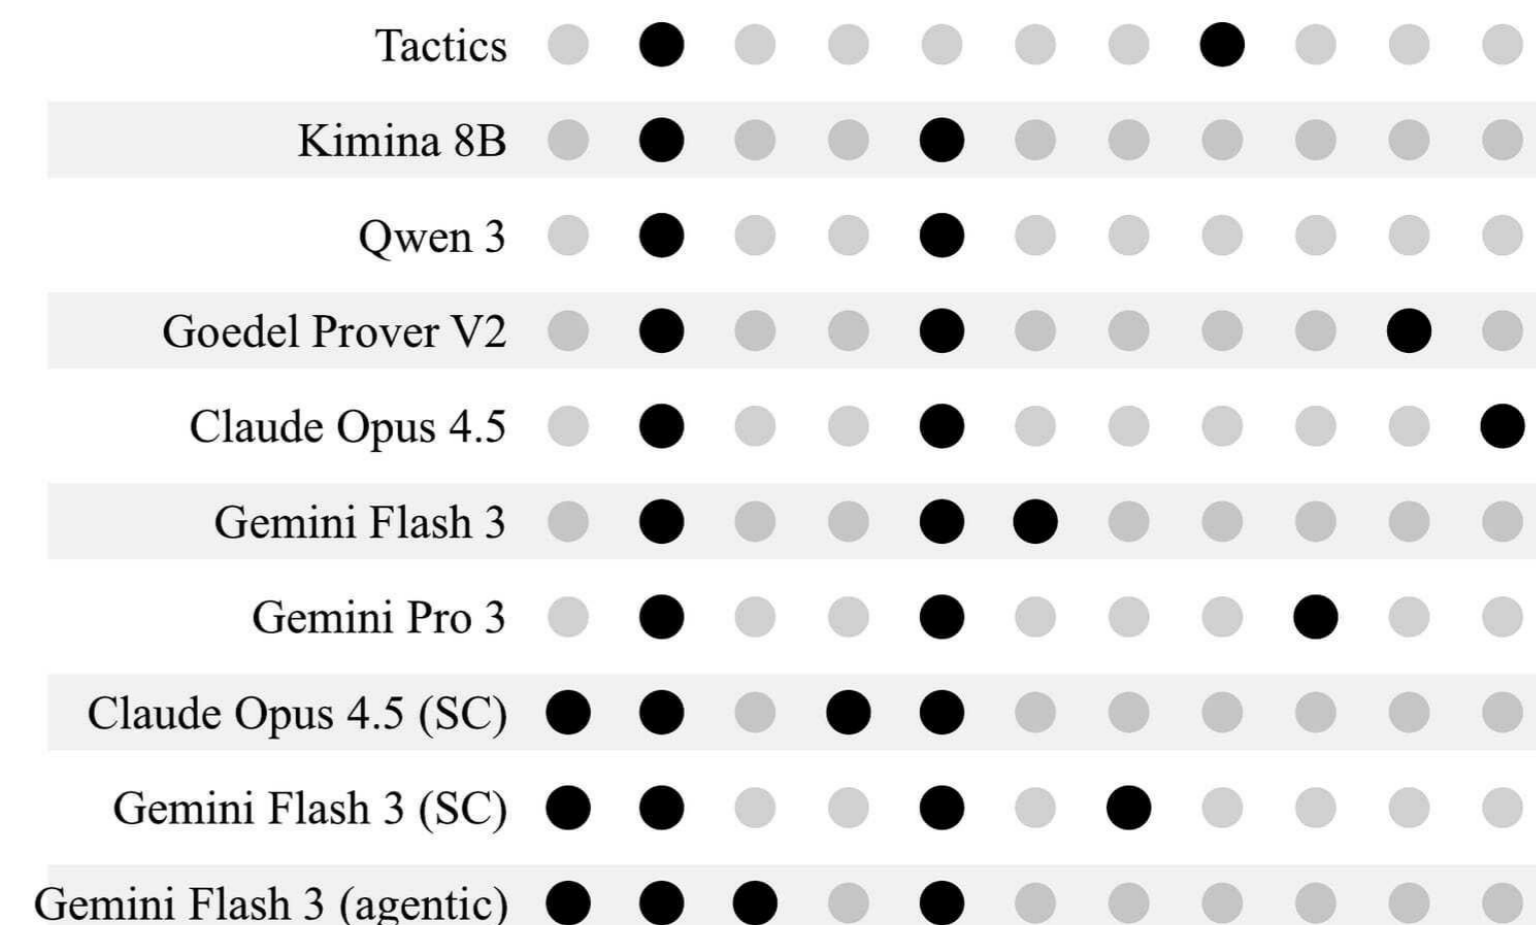 Tactics
Kimina 8B
Qwen 3
Goedel Prover V2
Claude Opus 4.5
Gemini Flash 3
Gemini Pro 3
Claude Opus 4.5 (SC)
Gemini Flash 3 (SC)
Gemini Flash 3 (agentic)